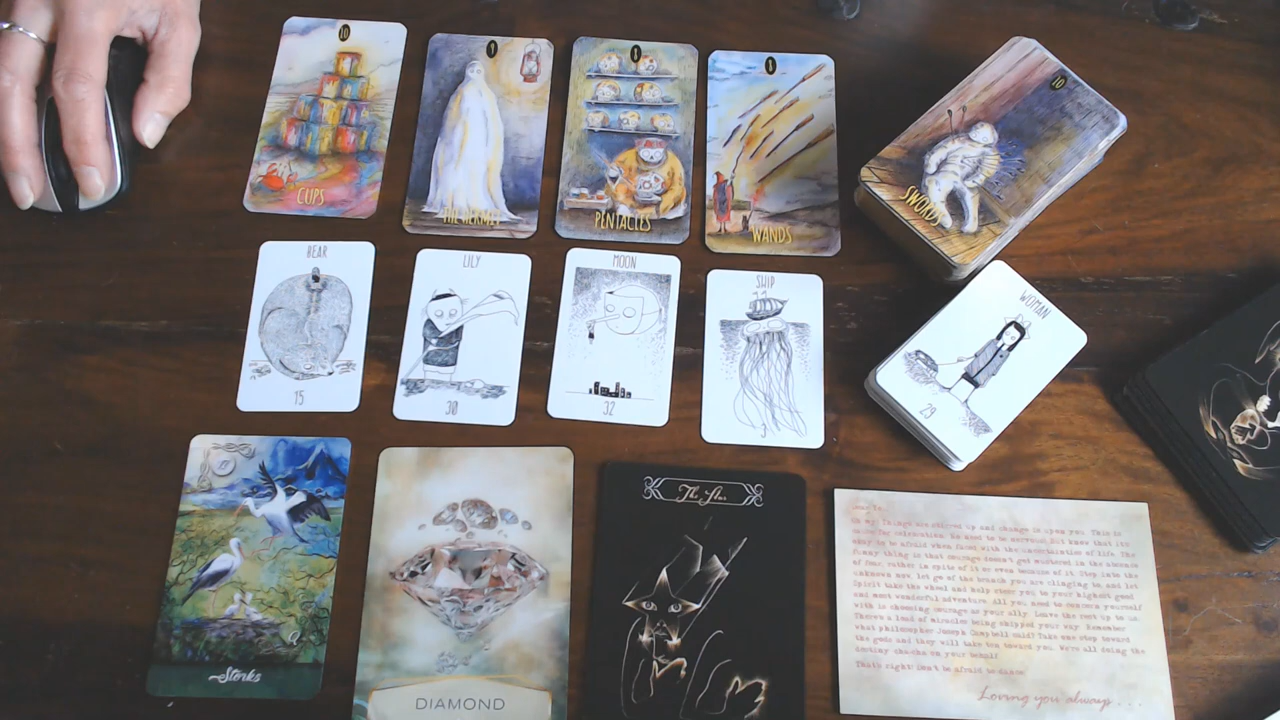 10
CUPS
9
THE HERMIT
8
PENTACLES
8
WANDS
10
SWORDS
BEAR
15
LILY
30
MOON
32
SHIP
3
WOMAN
29
17
Storks
DIAMOND
The Star
Oh my! Things are stirred up and change is upon you. This is
cause for celebration. No need to be nervous but know that it's
easy to be afraid when faced with the uncertainties of life. The
funny thing is that courage doesn't get mustered in the absence
of fear, rather in spite of it or even because of it. Step into the
unknown now, let go of the branch you are clinging to, and let
Spirit take the wheel and help steer you to your highest good
and most wonderful adventure. All you need to concern yourself
with is choosing courage as your ally. Leave the rest up to us.
There's a load of miracles being shipped your way. Remember
what philosopher Joseph Campbell said? Take one step toward
the gods and they will take ten toward you. We're all doing the
destiny cha-cha on your behalf.
That's right! Don't be afraid to dance.
Loving you always . . .